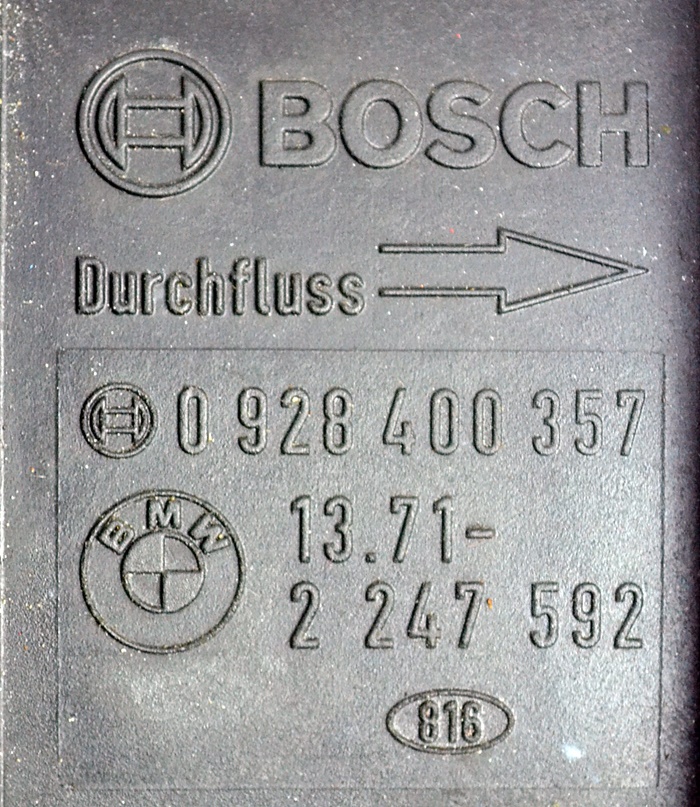 BOSCH
Durchfluss
0 928 400 357
BMW
13.71-
2 247 592
816